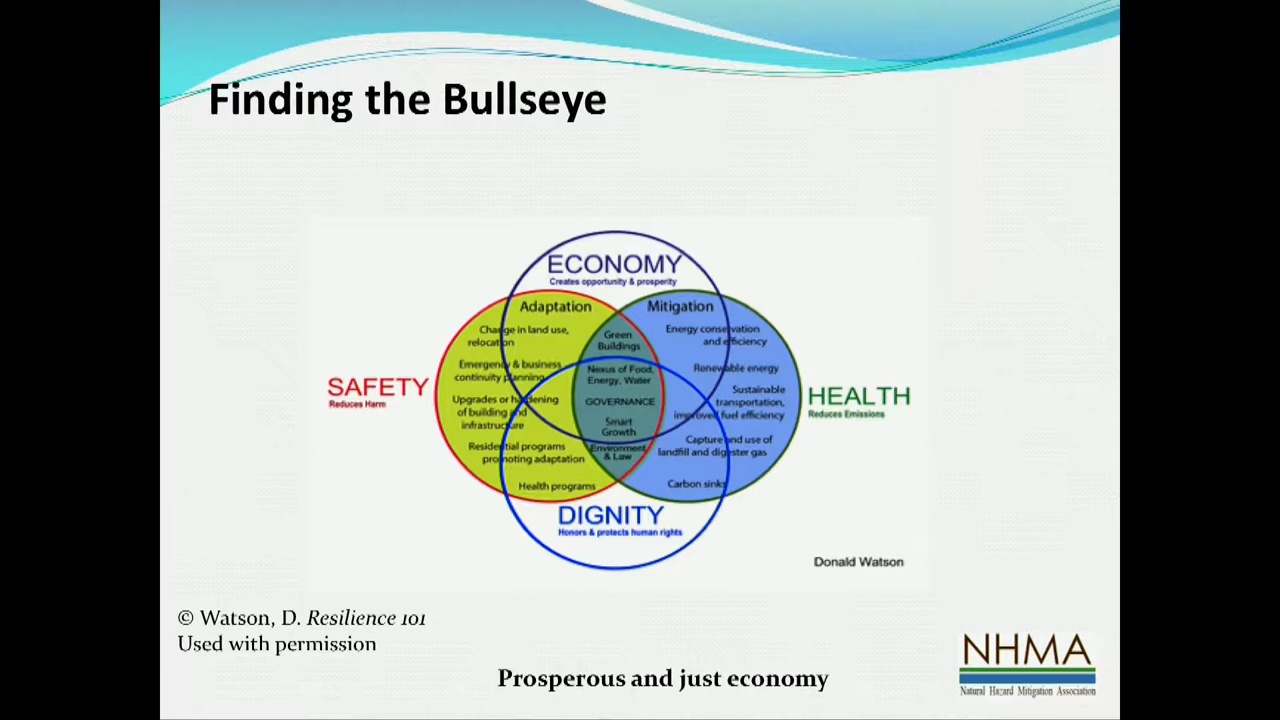 Finding the Bullseye
ECONOMY
Creates opportunity & prosperity
Adaptation
Change in land use,
relocation
Emergency & business
continuity planning
Upgrades or hardening
of building and
infrastructure
Residential programs
promoting adaptation
Health programs
SAFETY
Reduces Harm
Green
Buildings
Nexus of Food,
Energy, Water
GOVERNANCE
Smart
Growth
Environment
& Law
Mitigation
Energy conservation
and efficiency
Renewable energy
Sustainable
transportation,
improved fuel efficiency
Capture and use of
landfill and digester gas
Carbon sinks
HEALTH
Reduces Emissions
DIGNITY
Honors & protects human rights
Donald Watson
© Watson, D. Resilience 101
Used with permission
Prosperous and just economy
NHMA
Natural Hazard Mitigation Association